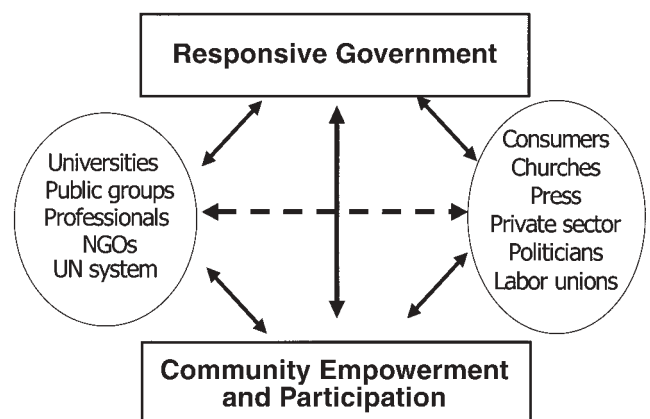 Responsive Government
Universities
Public groups
Professionals
NGOs
UN system
Consumers
Churches
Press
Private sector
Politicians
Labor unions
Community Empowerment
and Participation